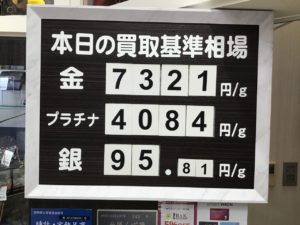 本日の買取基準相場
金 7321 円/g
プラチナ 4084 円/g
銀 95.81 円/g